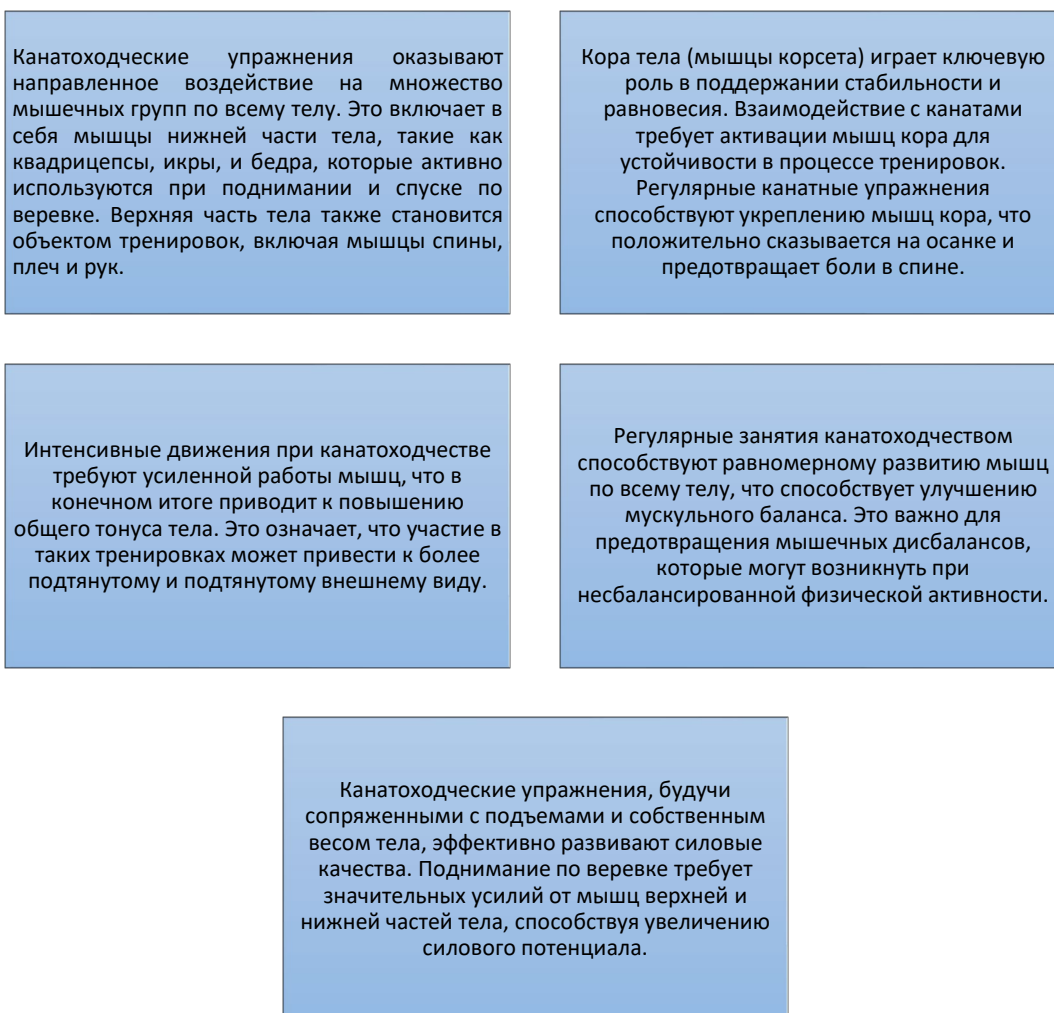 Канатоходческие упражнения оказывают
направленное воздействие на множество
мышечных групп по всему телу. Это включает в
себя мышцы нижней части тела, такие как
квадрицепсы, икры, и бедра, которые активно
используются при поднимании и спуске по
веревке. Верхняя часть тела также становится
объектом тренировок, включая мышцы спины,
плеч и рук.
Кора тела (мышцы корсета) играет ключевую
роль в поддержании стабильности и
равновесия. Взаимодействие с канатами
требует активации мышц кора для
устойчивости в процессе тренировок.
Регулярные канатные упражнения
способствуют укреплению мышц кора, что
положительно сказывается на осанке и
предотвращает боли в спине.
Интенсивные движения при канатоходчестве
требуют усиленной работы мышц, что в
конечном итоге приводит к повышению
общего тонуса тела. Это означает, что участие в
таких тренировках может привести к более
подтянутому и подтянутому внешнему виду.
Регулярные занятия канатоходчеством
способствуют равномерному развитию мышц
по всему телу, что способствует улучшению
мускульного баланса. Это важно для
предотвращения мышечных дисбалансов,
которые могут возникнуть при
несбалансированной физической активности.
Канатоходческие упражнения, будучи
сопряженными с подъемами и собственным
весом тела, эффективно развивают силовые
качества. Поднимание по веревке требует
значительных усилий от мышц верхней и
нижней частей тела, способствуя увеличению
силового потенциала.